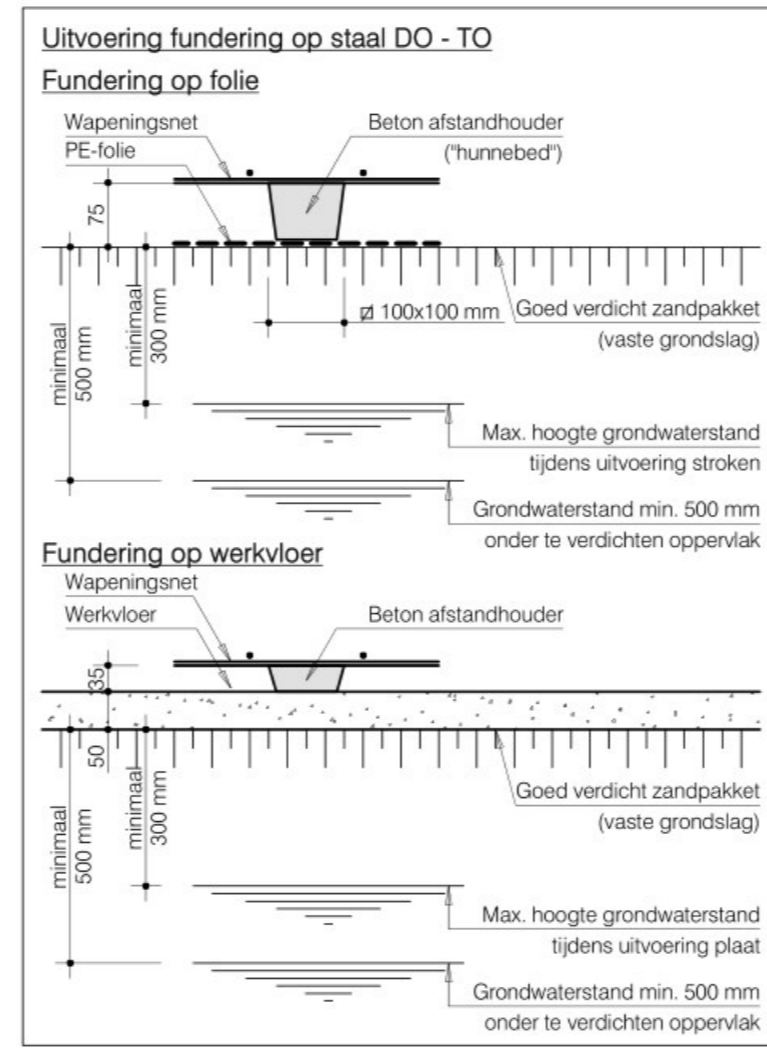 Uitvoering fundering op staal DO - TO
Fundering op folie
Wapeningsnet
PE-folie
Beton afstandhouder
("hunnebed")
75
minimaal
500 mm
minimaal
300 mm
100x100 mm
Goed verdicht zandpakket
(vaste grondslag)
Max. hoogte grondwaterstand
tijdens uitvoering stroken
Grondwaterstand min. 500 mm
onder te verdichten oppervlak
Fundering op werkvloer
Wapeningsnet
Werkvloer
Beton afstandhouder
35
50
minimaal
500 mm
minimaal
300 mm
Goed verdicht zandpakket
(vaste grondslag)
Max. hoogte grondwaterstand
tijdens uitvoering plaat
Grondwaterstand min. 500 mm
onder te verdichten oppervlak